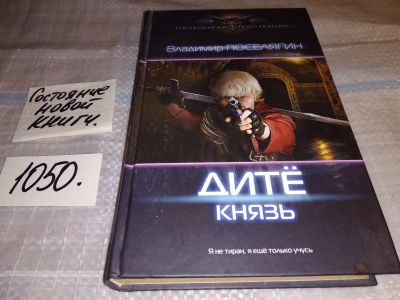 Владимир ПОСЕЛЯГИН
Состояние
новой
книги.
1050.
ДИТЁ
КНЯЗЬ
Я не тиран, я ещё только учусь